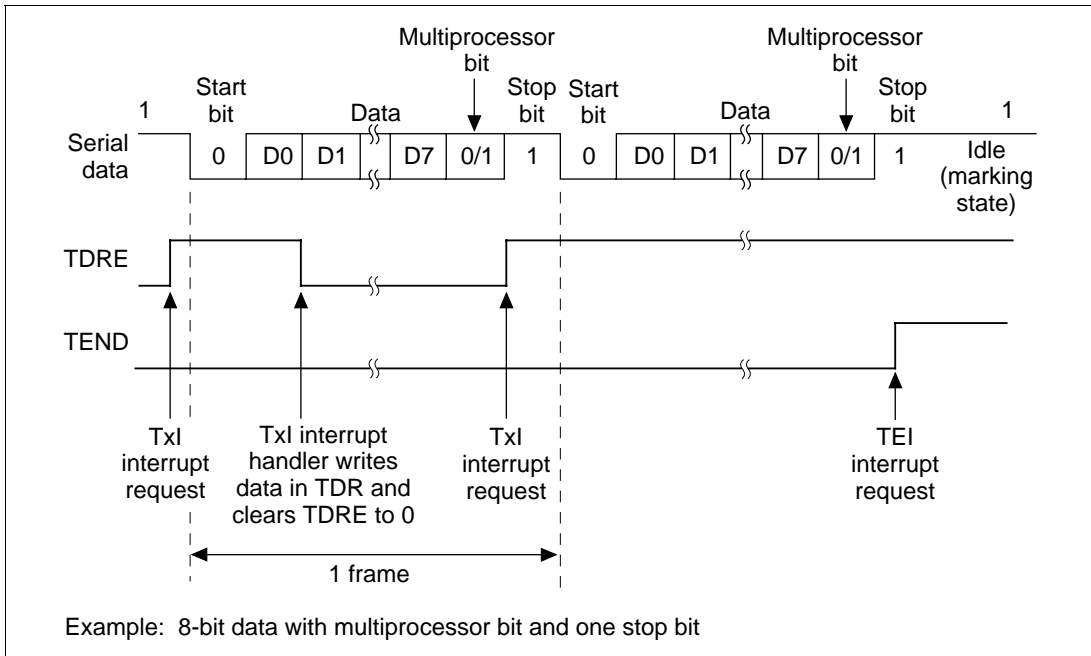 Multiprocessor
bit
Multiprocessor
bit
Start
bit
Data
Stop
bit
Start
bit
Data
Stop
bit
1
1
Serial
data
0
D0
D1
D7
0/1
1
0
D0
D1
D7
0/1
1
Idle
(marking
state)
TDRE
TEND
TxI
interrupt
request
TxI interrupt
handler writes
data in TDR and
clears TDRE to 0
TxI
interrupt
request
TEI
interrupt
request
1 frame
Example: 8-bit data with multiprocessor bit and one stop bit